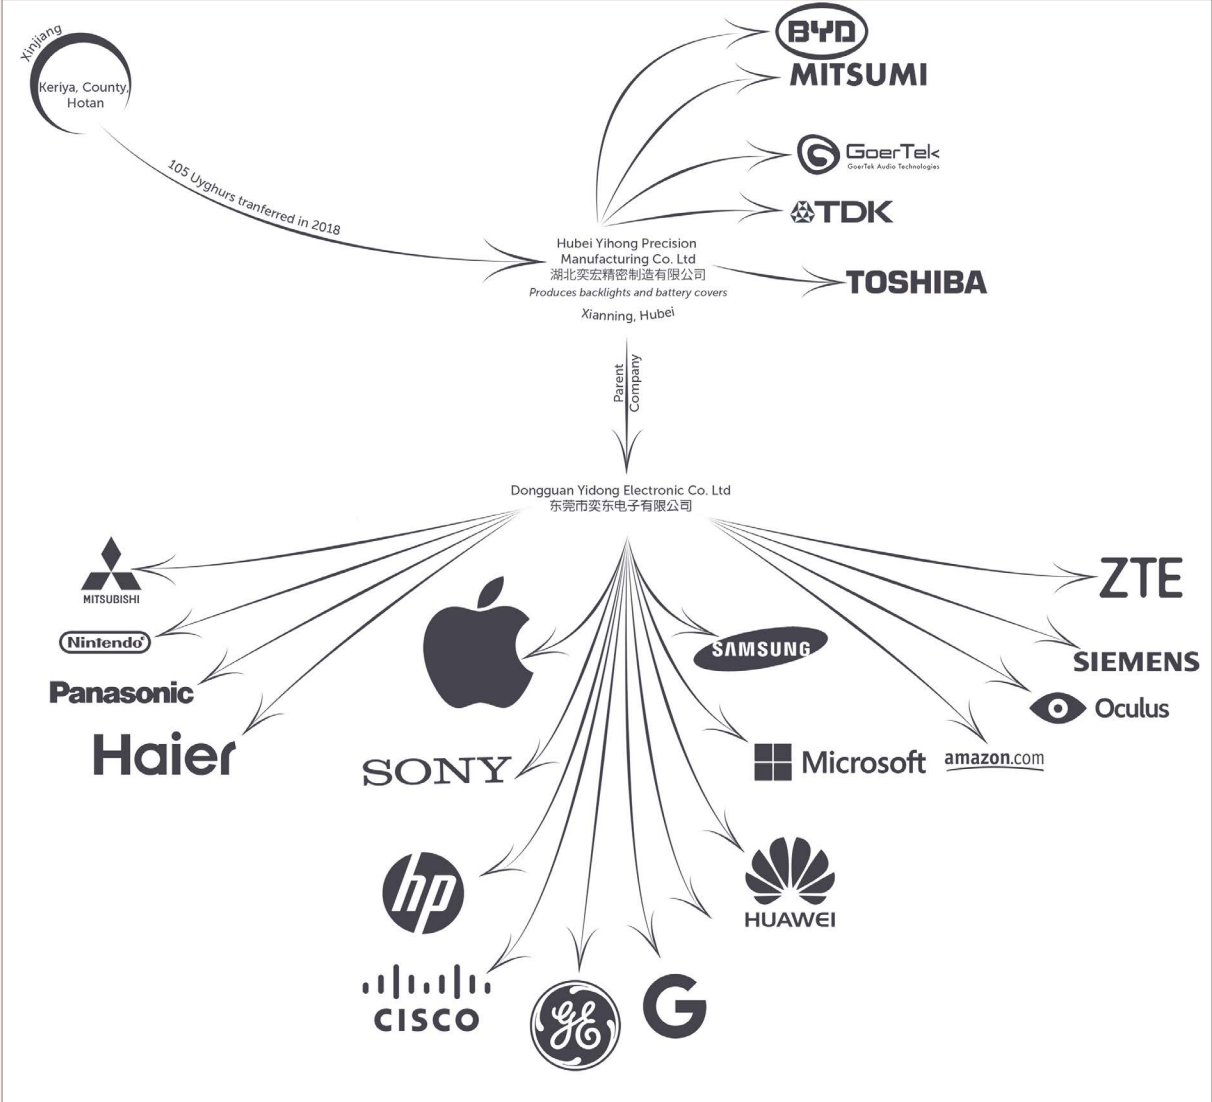 Xinjiang
Keriya, County,
Hotan
105 Uyghurs tranferred in 2018
BYD
MITSUMI
GoerTek
GoerTek Audio Technologies
TDK
Hubei Yihong Precision
Manufacturing Co. Ltd
湖北奕宏精密制造有限公司
Produces backlights and battery covers
Xianning, Hubei
TOSHIBA
Parent
Company
Dongguan Yidong Electronic Co. Ltd
东莞市奕东电子有限公司
MITSUBISHI
Nintendo
Panasonic
Haier
SONY
hp
CISCO
GE
G
SAMSUNG
Microsoft
HUAWEI
ZTE
SIEMENS
Oculus
amazon.com